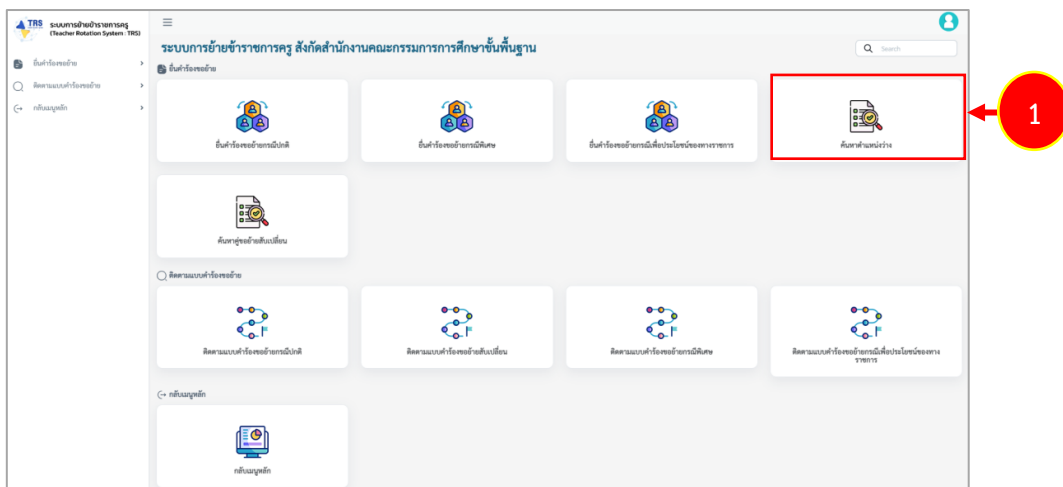 TRS ระบบการย้ายข้าราชการครู
(Teacher Rotation System : TRS)
ยื่นคำร้องขอย้าย
ติดตามแบบคำร้องขอย้าย
กลับเมนูหลัก
ระบบการย้ายข้าราชการครู สังกัดสำนักงานคณะกรรมการการศึกษาขั้นพื้นฐาน
Search
ยื่นคำร้องขอย้าย
ยื่นคำร้องขอย้ายกรณีปกติ
ยื่นคำร้องขอย้ายกรณีพิเศษ
ยื่นคำร้องขอย้ายกรณีเพื่อประโยชน์ของทางราชการ
ค้นหาตำแหน่งว่าง
1
ค้นหาคู่ขอย้ายสับเปลี่ยน
ติดตามแบบคำร้องขอย้าย
ติดตามแบบคำร้องขอย้ายกรณีปกติ
ติดตามแบบคำร้องขอย้ายสับเปลี่ยน
ติดตามแบบคำร้องขอย้ายกรณีพิเศษ
ติดตามแบบคำร้องขอย้ายกรณีเพื่อประโยชน์ของทาง
ราชการ
กลับเมนูหลัก
กลับเมนูหลัก